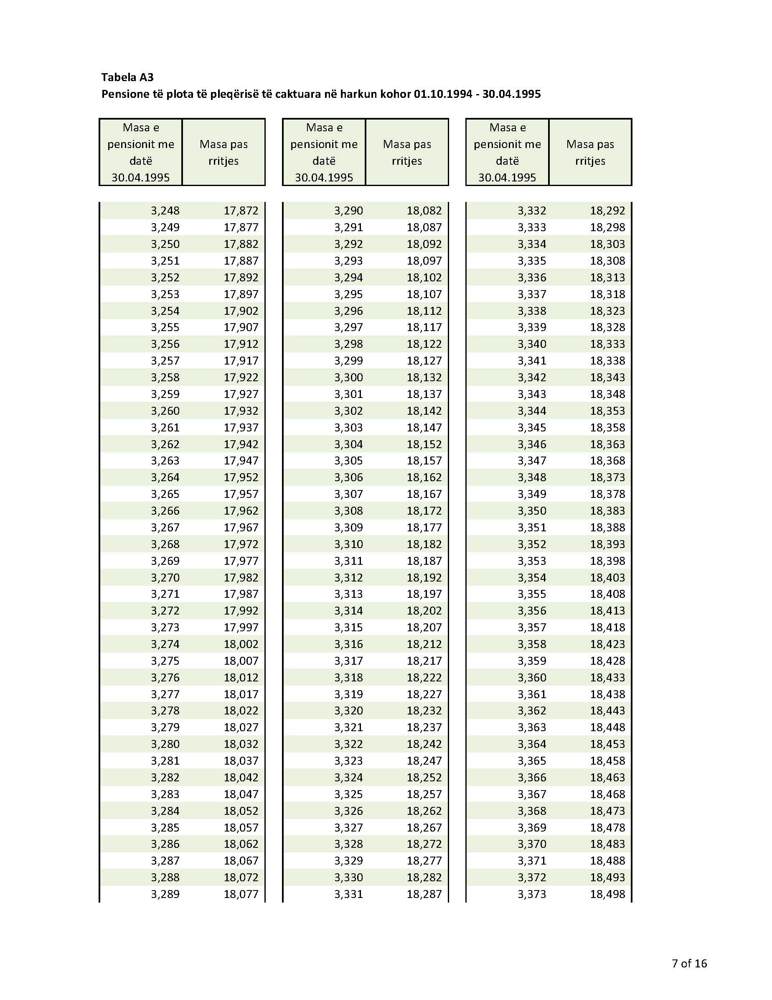 Tabela A3
Pensione të plota të pleqërisë të caktuara në harkun kohor 01.10.1994 - 30.04.1995
Masa e pensionit me datë 30.04.1995 Masa pas rritjes Masa e pensionit me datë 30.04.1995 Masa pas rritjes Masa e pensionit me datë 30.04.1995 Masa pas rritjes
3,248 17,872 3,290 18,082 3,332 18,292
3,249 17,877 3,291 18,087 3,333 18,298
3,250 17,882 3,292 18,092 3,334 18,303
3,251 17,887 3,293 18,097 3,335 18,308
3,252 17,892 3,294 18,102 3,336 18,313
3,253 17,897 3,295 18,107 3,337 18,318
3,254 17,902 3,296 18,112 3,338 18,323
3,255 17,907 3,297 18,117 3,339 18,328
3,256 17,912 3,298 18,122 3,340 18,333
3,257 17,917 3,299 18,127 3,341 18,338
3,258 17,922 3,300 18,132 3,342 18,343
3,259 17,927 3,301 18,137 3,343 18,348
3,260 17,932 3,302 18,142 3,344 18,353
3,261 17,937 3,303 18,147 3,345 18,358
3,262 17,942 3,304 18,152 3,346 18,363
3,263 17,947 3,305 18,157 3,347 18,368
3,264 17,952 3,306 18,162 3,348 18,373
3,265 17,957 3,307 18,167 3,349 18,378
3,266 17,962 3,308 18,172 3,350 18,383
3,267 17,967 3,309 18,177 3,351 18,388
3,268 17,972 3,310 18,182 3,352 18,393
3,269 17,977 3,311 18,187 3,353 18,398
3,270 17,982 3,312 18,192 3,354 18,403
3,271 17,987 3,313 18,197 3,355 18,408
3,272 17,992 3,314 18,202 3,356 18,413
3,273 17,997 3,315 18,207 3,357 18,418
3,274 18,002 3,316 18,212 3,358 18,423
3,275 18,007 3,317 18,217 3,359 18,428
3,276 18,012 3,318 18,222 3,360 18,433
3,277 18,017 3,319 18,227 3,361 18,438
3,278 18,022 3,320 18,232 3,362 18,443
3,279 18,027 3,321 18,237 3,363 18,448
3,280 18,032 3,322 18,242 3,364 18,453
3,281 18,037 3,323 18,247 3,365 18,458
3,282 18,042 3,324 18,252 3,366 18,463
3,283 18,047 3,325 18,257 3,367 18,468
3,284 18,052 3,326 18,262 3,368 18,473
3,285 18,057 3,327 18,267 3,369 18,478
3,286 18,062 3,328 18,272 3,370 18,483
3,287 18,067 3,329 18,277 3,371 18,488
3,288 18,072 3,330 18,282 3,372 18,493
3,289 18,077 3,331 18,287 3,373 18,498
7 of 16